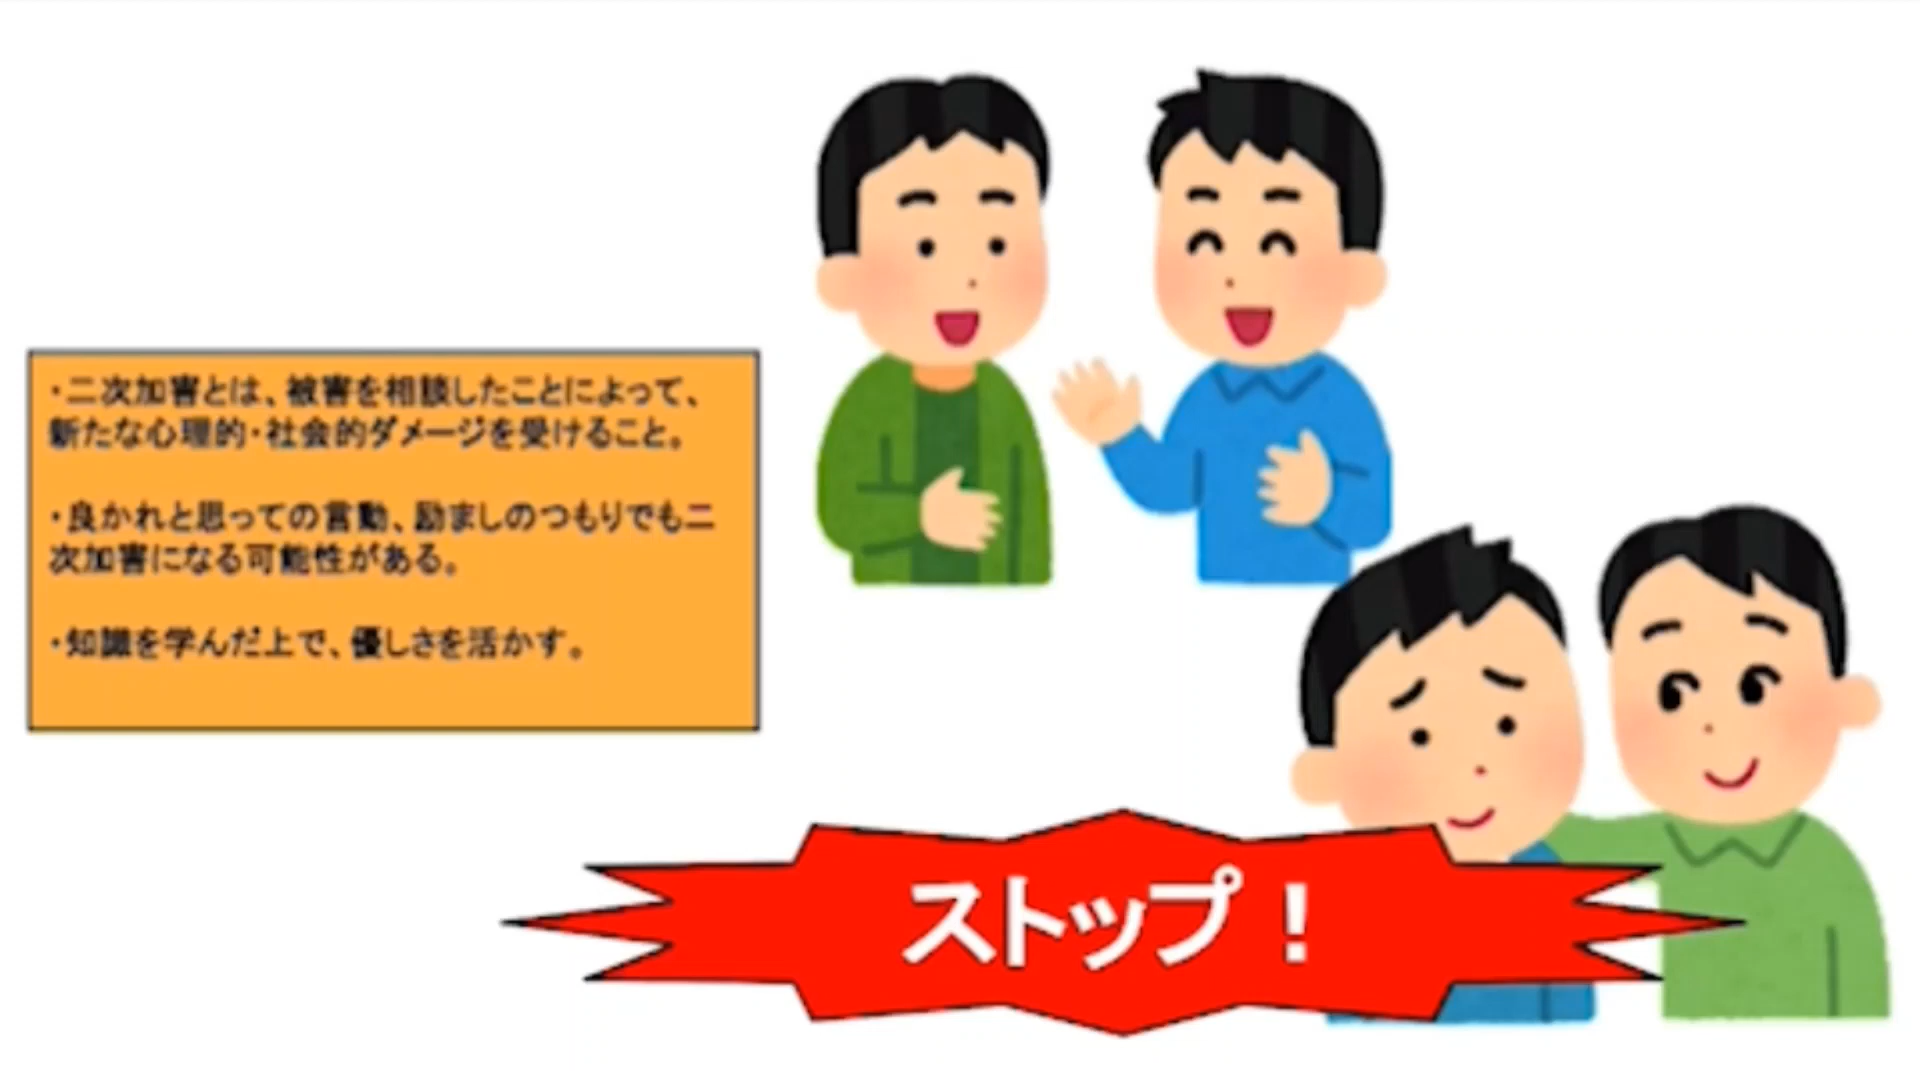 ・二次加害とは、被害を相談したことによって、
新たな心理的・社会的ダメージを受けること。
・良かれと思っての言動、励ましのつもりでも二
次加害になる可能性がある。
・知識を学んだ上で、優しさを活かす。
ストップ！